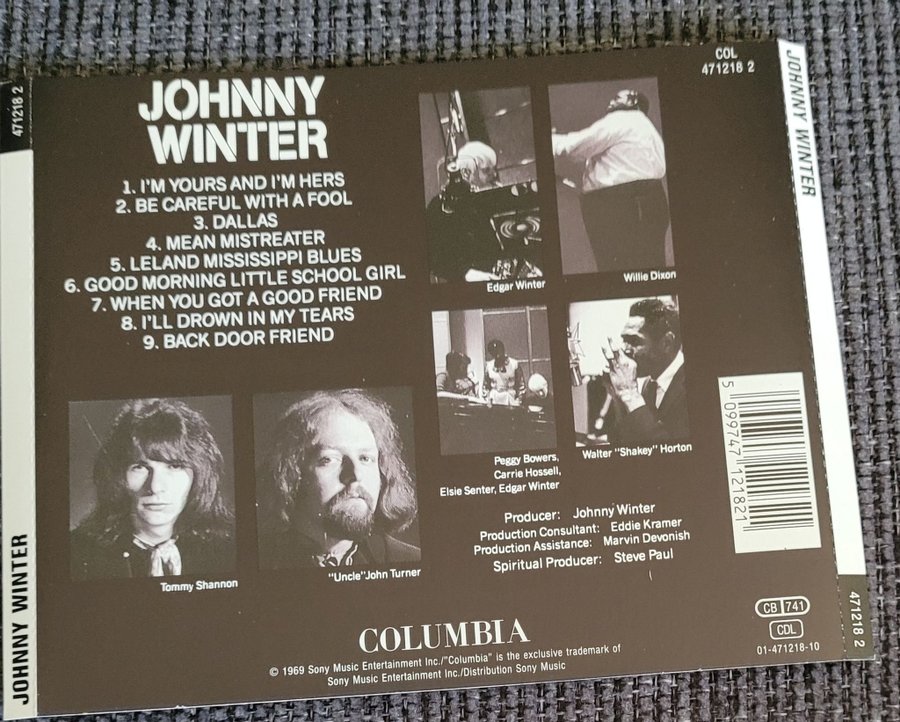 471218 2
JOHNNY WINTER
JOHNNY
WINTER
1. I'M YOURS AND I'M HERS
2. BE CAREFUL WITH A FOOL
3. DALLAS
4. MEAN MISTREATER
5. LELAND MISSISSIPPI BLUES
6. GOOD MORNING LITTLE SCHOOL GIRL
7. WHEN YOU GOT A GOOD FRIEND
8. I'LL DROWN IN MY TEARS
9. BACK DOOR FRIEND
COL
471218 2
Edgar Winter
Willie Dixon
Peggy Bowers,
Carrie Hossell,
Elsie Senter, Edgar Winter
Walter "Shakey" Horton
Tommy Shannon
"Uncle"John Turner
Producer: Johnny Winter
Production Consultant: Eddie Kramer
Production Assistance: Marvin Devonish
Spiritual Producer: Steve Paul
5 099747 121821
COLUMBIA
© 1969 Sony Music Entertainment Inc./"Columbia" is the exclusive trademark of
Sony Music Entertainment Inc./Distribution Sony Music
CB 741
CDL
01-471218-10
JOHNNY WINTER
471218 2